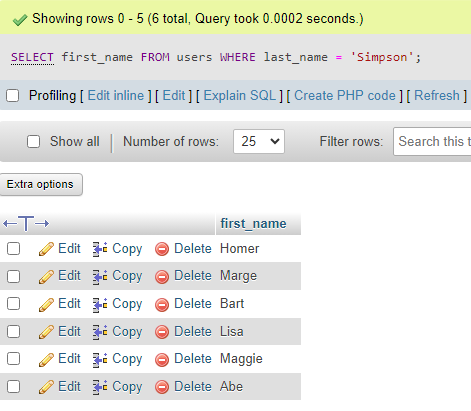 Showing rows 0 - 5 (6 total, Query took 0.0002 seconds.)
SELECT first_name FROM users WHERE last_name = 'Simpson';
Profiling [ Edit inline ] [ Edit ] [ Explain SQL ] [ Create PHP code ] [ Refresh ]
Show all | Number of rows: 25 Filter rows: Search this t
Extra options
←T→ first_name
Edit Copy Delete Homer
Edit Copy Delete Marge
Edit Copy Delete Bart
Edit Copy Delete Lisa
Edit Copy Delete Maggie
Edit Copy Delete Abe